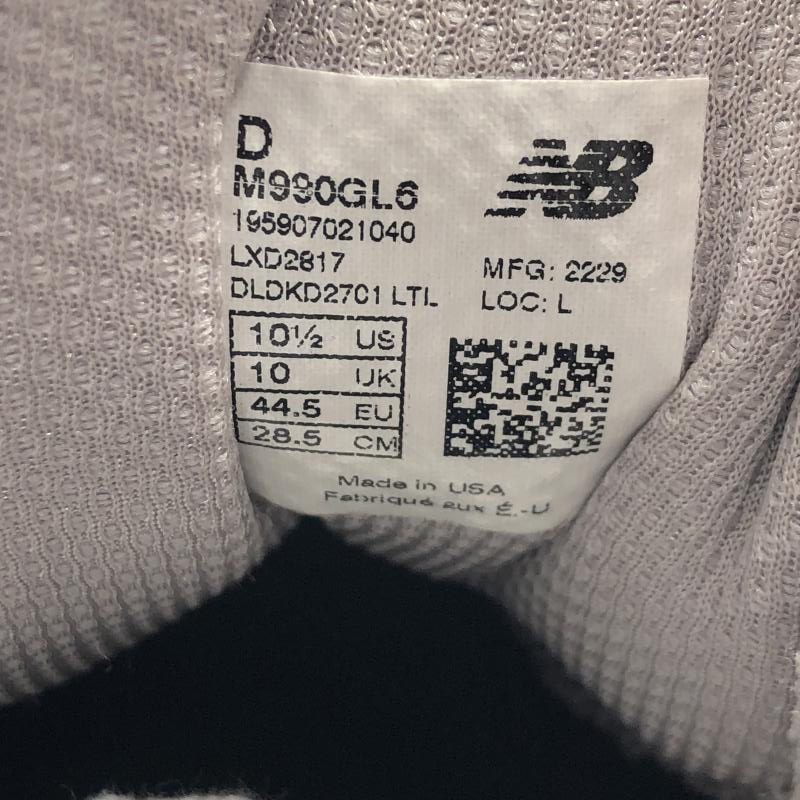 D
M990GL6
195907021040
LXD2817
DLDKD2701 LTL
NB
MFG: 2229
LOC: L
10½ US
10 UK
44.5 EU
28.5 CM
Made in USA
Fabriqué aux É.-U